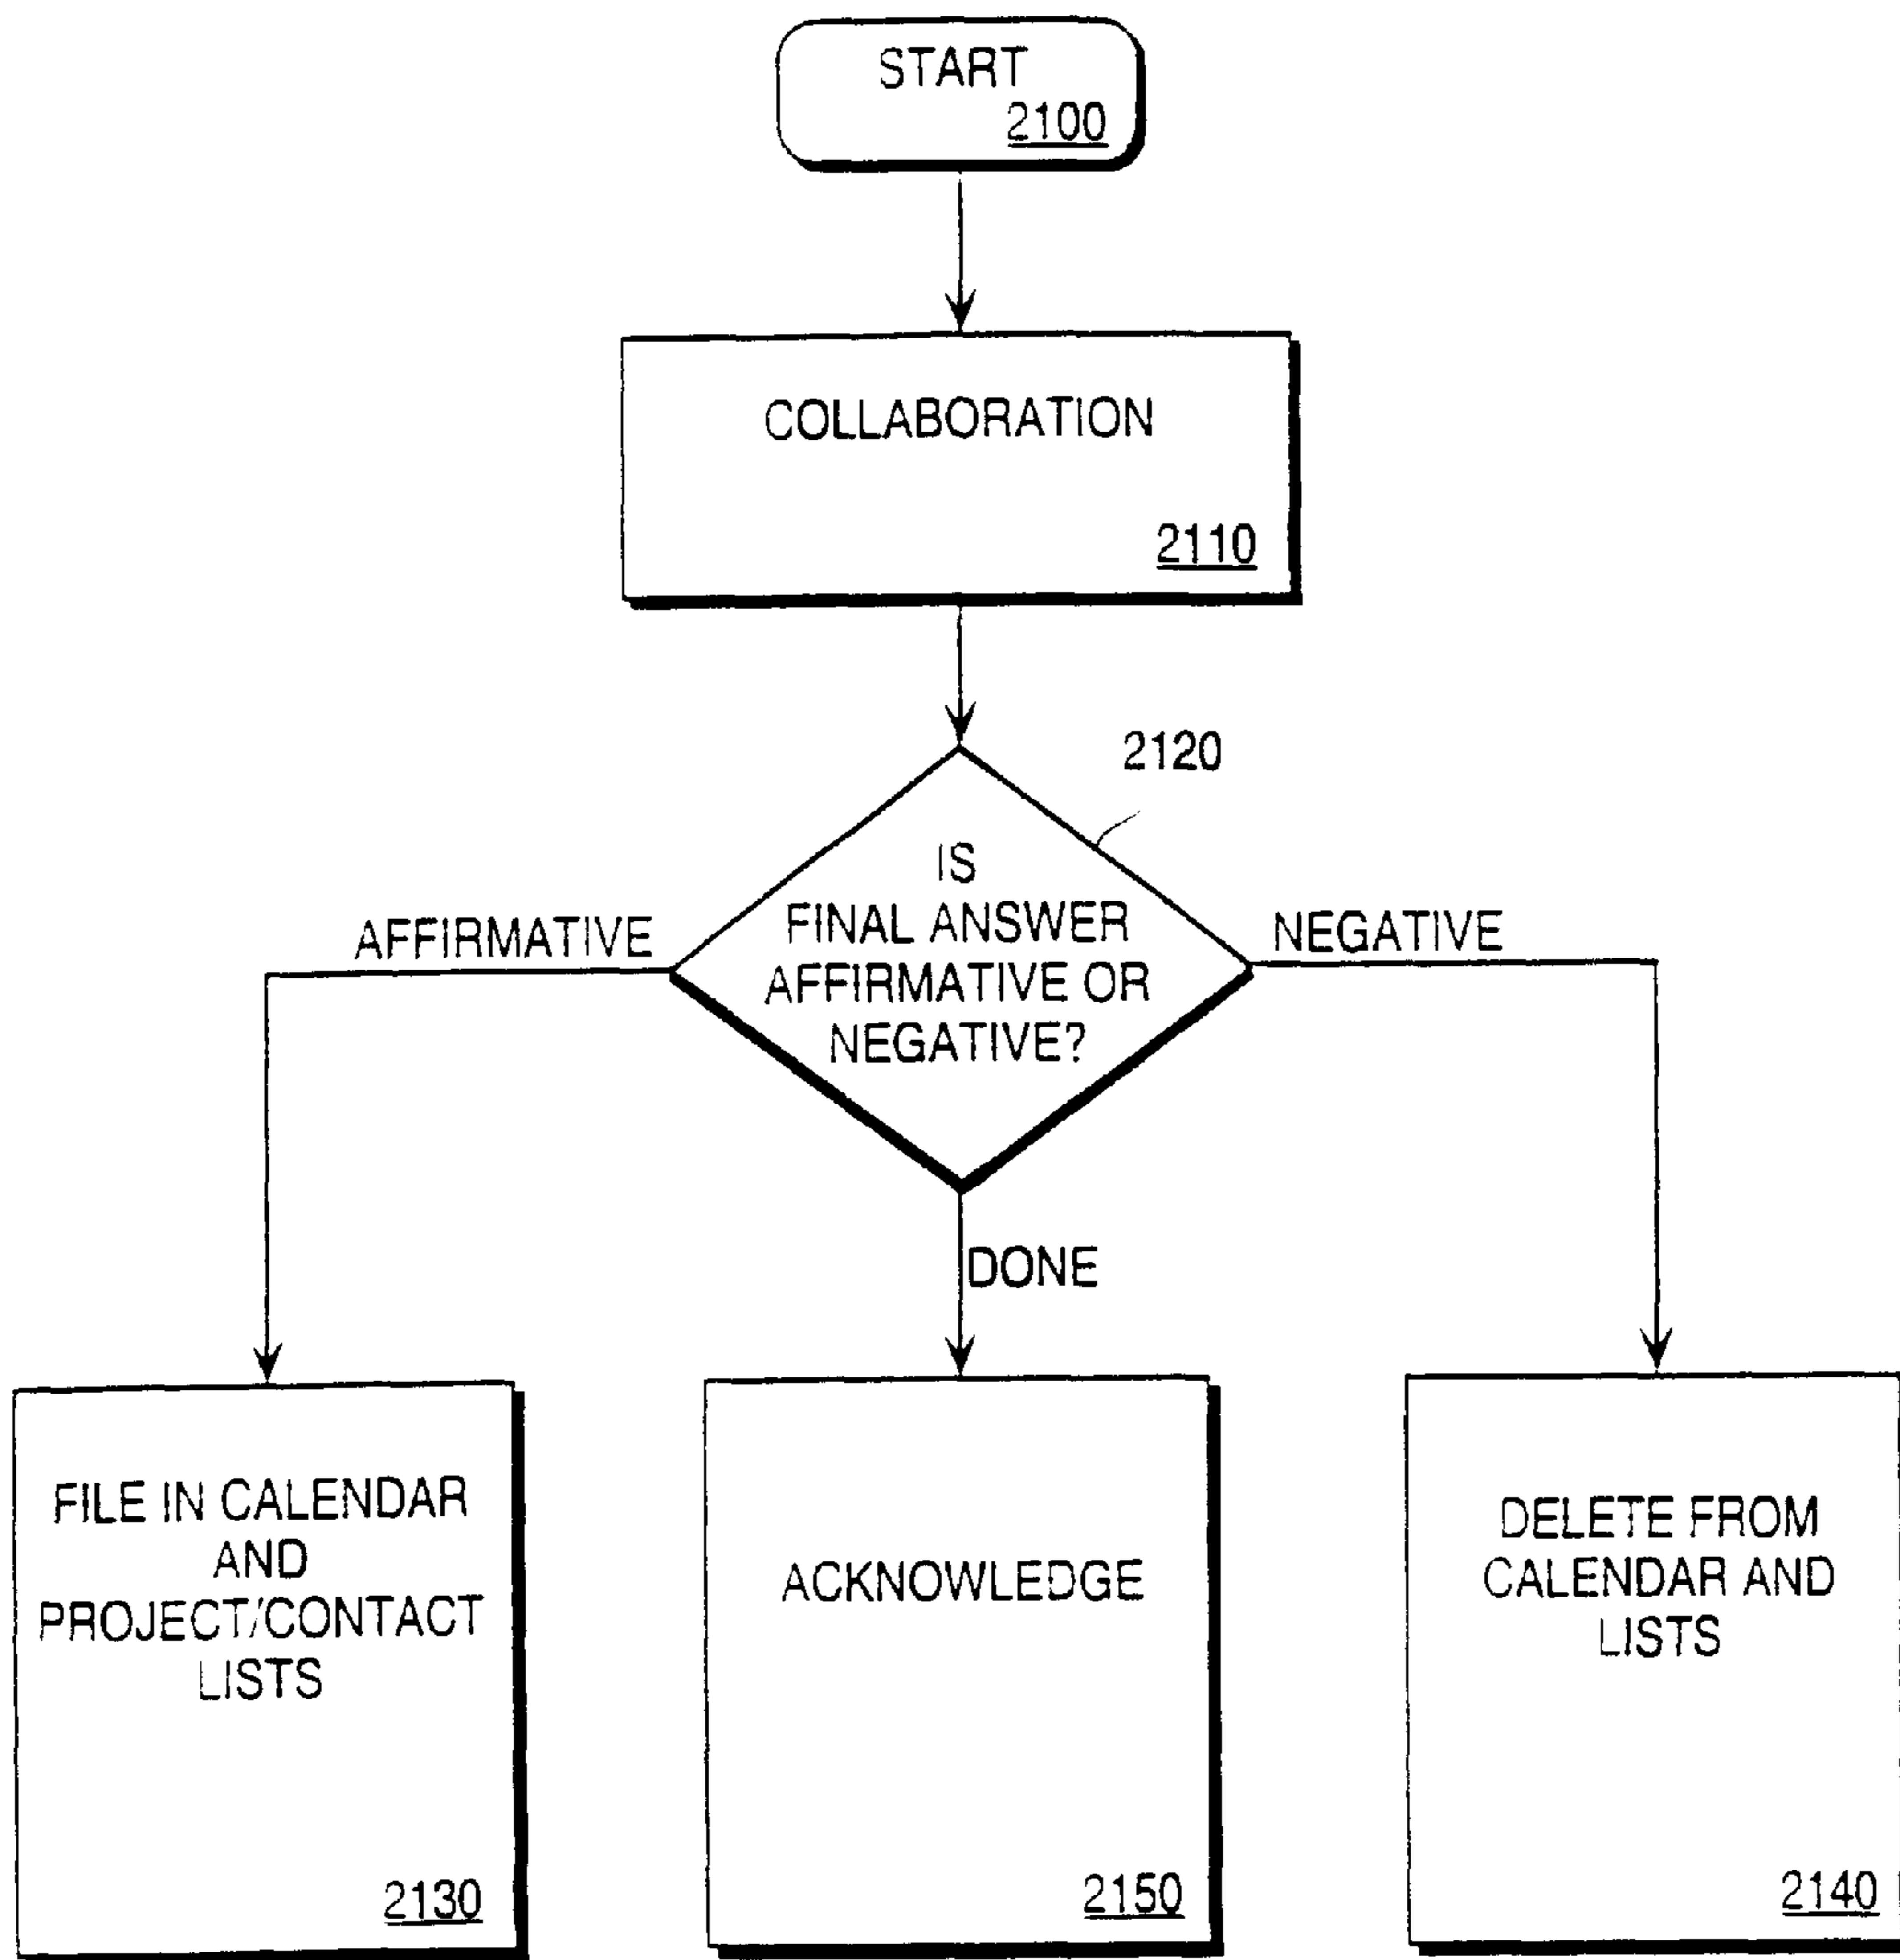 START
2100
COLLABORATION
2110
2120
IS
FINAL ANSWER
AFFIRMATIVE OR
NEGATIVE?
AFFIRMATIVE
NEGATIVE
DONE
FILE IN CALENDAR
AND
PROJECT/CONTACT
LISTS
2130
ACKNOWLEDGE
2150
DELETE FROM
CALENDAR AND
LISTS
2140